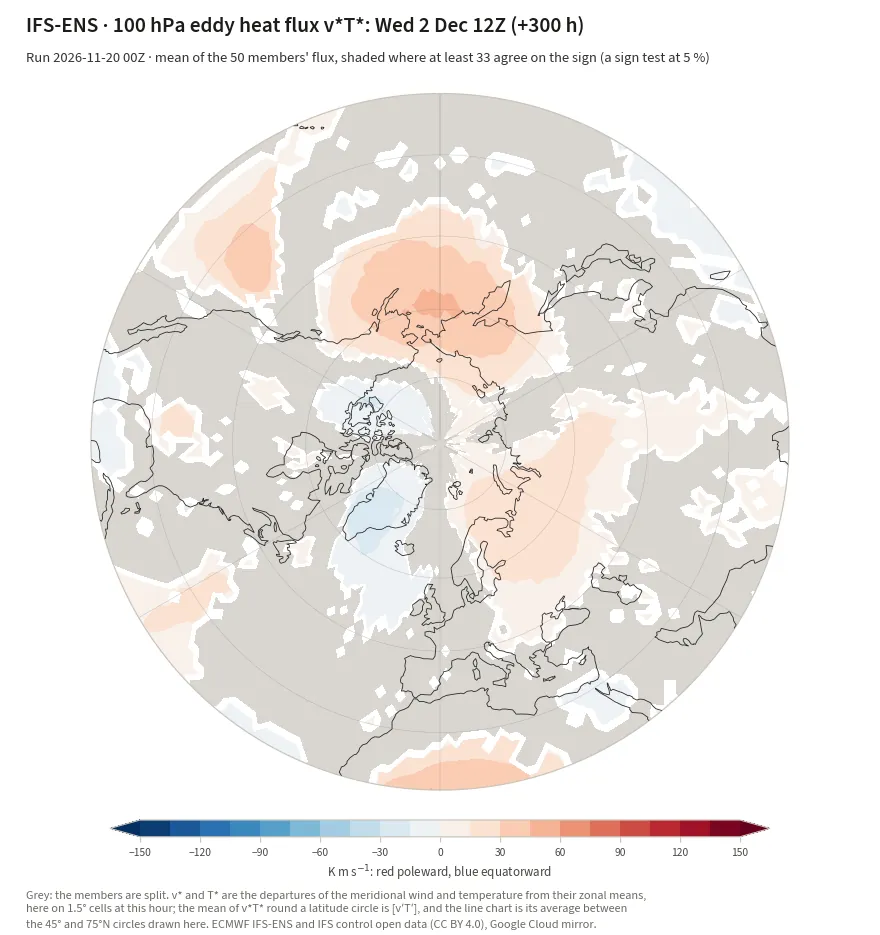 IFS-ENS · 100 hPa eddy heat flux v*T*: Wed 2 Dec 12Z (+300 h)
Run 2026-11-20 00Z · mean of the 50 members' flux, shaded where at least 33 agree on the sign (a sign test at 5 %)
−150 −120 −90 −60 −30 0 30 60 90 120 150
K m s⁻¹: red poleward, blue equatorward
Grey: the members are split. v* and T* are the departures of the meridional wind and temperature from their zonal means,
here on 1.5° cells at this hour; the mean of v*T* round a latitude circle is [v'T'], and the line chart is its average between
the 45° and 75°N circles drawn here. ECMWF IFS-ENS and IFS control open data (CC BY 4.0), Google Cloud mirror.